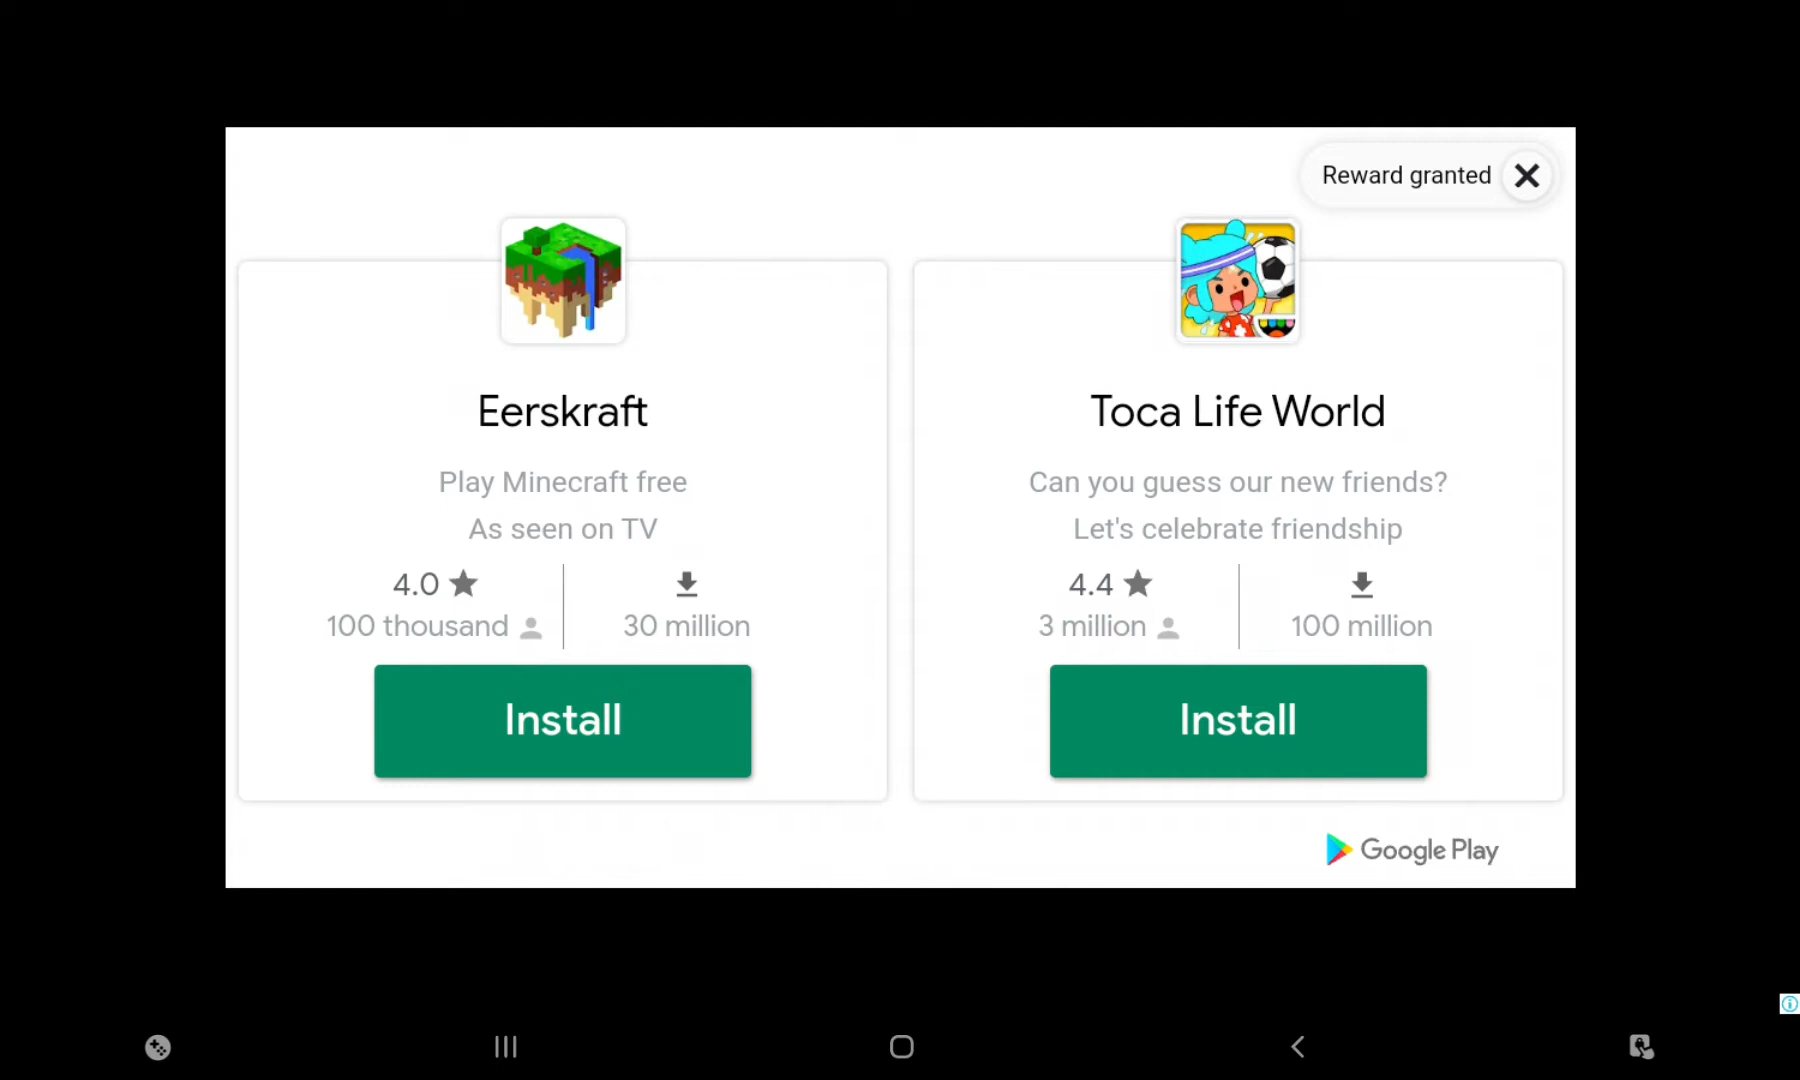 Reward granted
Eerskraft
Play Minecraft free
As seen on TV
4.0
100 thousand
30 million
Install
Toca Life World
Can you guess our new friends?
Let's celebrate friendship
4.4
3 million
100 million
Install
Google Play